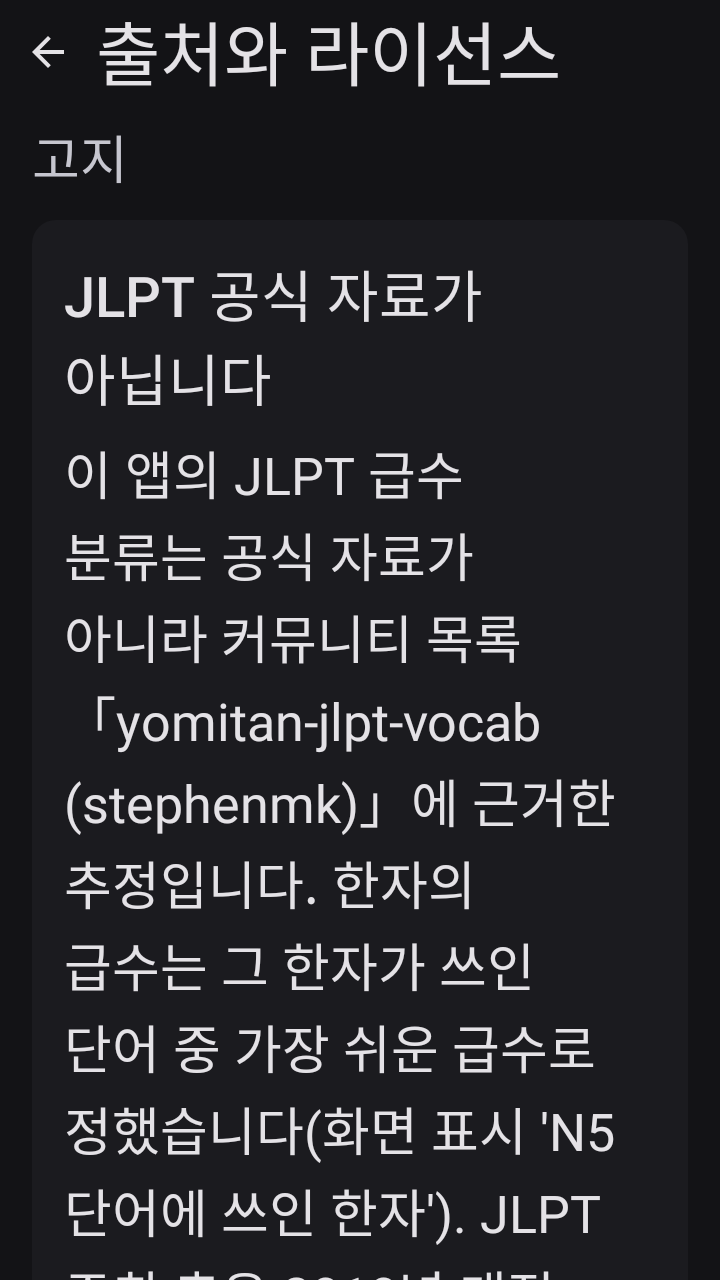 출처와 라이선스
고지
JLPT 공식 자료가
아닙니다
이 앱의 JLPT 급수
분류는 공식 자료가
아니라 커뮤니티 목록
「yomitan-jlpt-vocab
(stephenmk)」에 근거한
추정입니다. 한자의
급수는 그 한자가 쓰인
단어 중 가장 쉬운 급수로
정했습니다(화면 표시 'N5
단어에 쓰인 한자'). JLPT